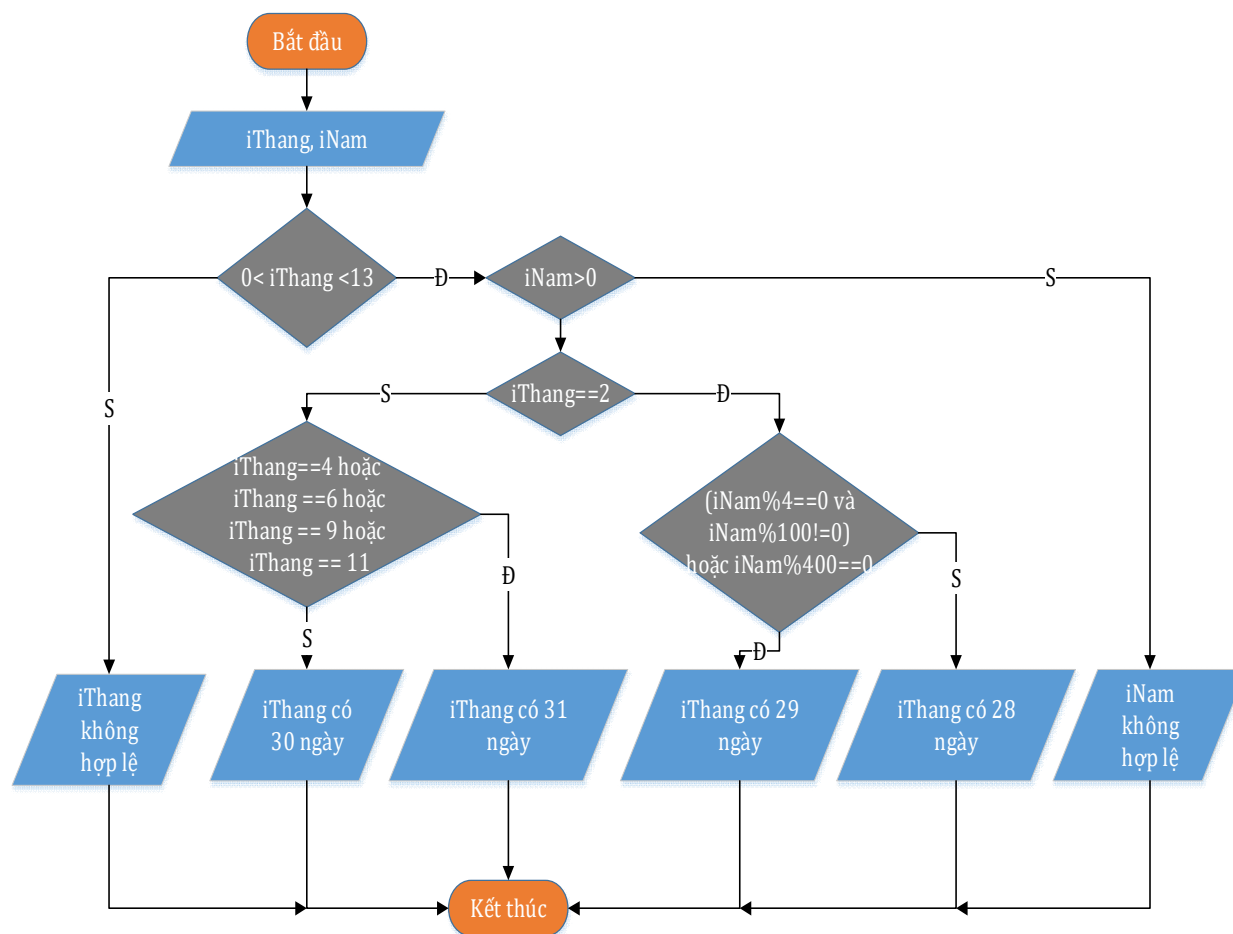 Bắt đầu
iThang, iNam
0< iThang <13
Đ
iNam>0
S
S
S
iThang==2
Đ
iThang==4 hoặc
iThang ==6 hoặc
iThang == 9 hoặc
iThang == 11
Đ
S
(iNam%4==0 và
iNam%100!=0)
hoặc iNam%400==0
S
Đ
iThang
không
hợp lệ
iThang có
30 ngày
iThang có 31
ngày
iThang có 29
ngày
iThang có 28
ngày
iNam
không
hợp lệ
Kết thúc